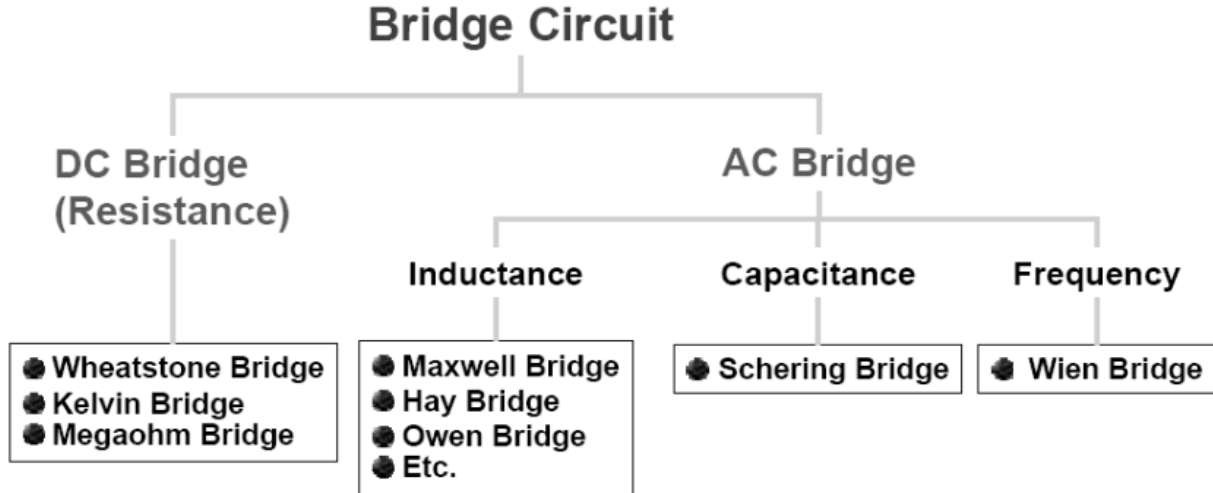 Bridge Circuit
DC Bridge
(Resistance)
AC Bridge
Inductance
Capacitance
Frequency
Wheatstone Bridge
Kelvin Bridge
Megaohm Bridge
Maxwell Bridge
Hay Bridge
Owen Bridge
Etc.
Schering Bridge
Wien Bridge